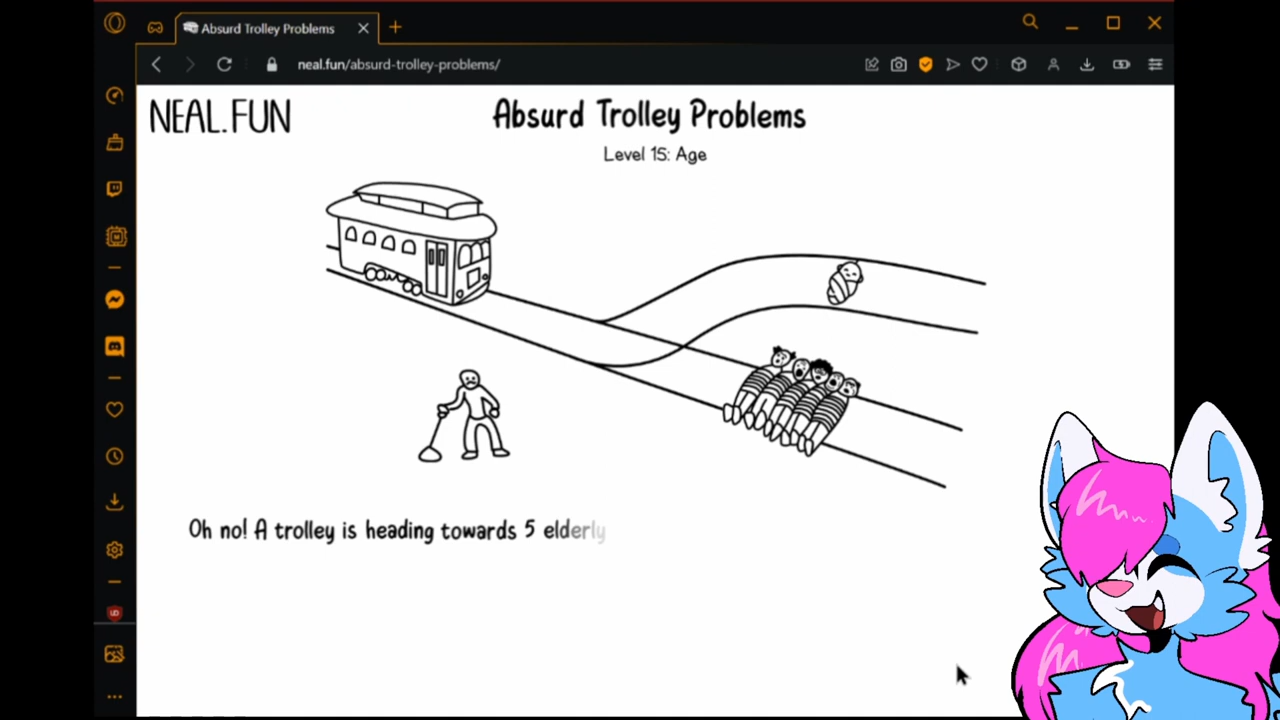 Absurd Trolley Problems
neal.fun/absurd-trolley-problems/
NEAL.FUN
Absurd Trolley Problems
Level 15: Age
Oh no! A trolley is heading towards 5 elderly